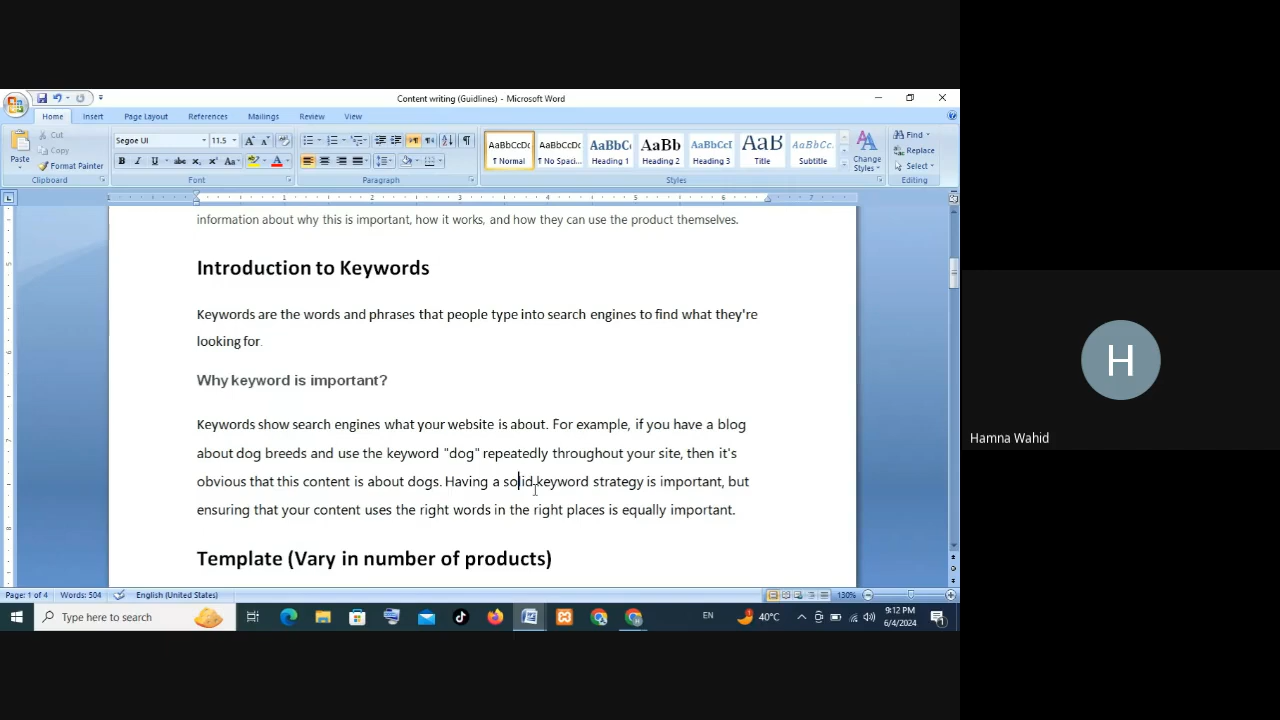 Content writing (Guidlines) - Microsoft Word
Home Insert Page Layout References Mailings Review View
Paste
Cut
Copy
Format Painter
Clipboard
Segoe UI 11.5
Font
Paragraph
AaBbCcDc AaBbCcDc AaBbC AaBb AaBbCcI AaB AaBbCc.
¶ Normal ¶ No Spaci... Heading 1 Heading 2 Heading 3 Title Subtitle
Change Styles
Styles
Find
Replace
Select
Editing
information about why this is important, how it works, and how they can use the product themselves.
Introduction to Keywords
Keywords are the words and phrases that people type into search engines to find what they're
looking for.
Why keyword is important?
Keywords show search engines what your website is about. For example, if you have a blog
about dog breeds and use the keyword "dog" repeatedly throughout your site, then it's
obvious that this content is about dogs. Having a solid keyword strategy is important, but
ensuring that your content uses the right words in the right places is equally important.
Template (Vary in number of products)
Page: 1 of 4 Words: 504 English (United States) 130%
Type here to search
EN 40°C 9:12 PM
6/4/2024
H
Hamna Wahid